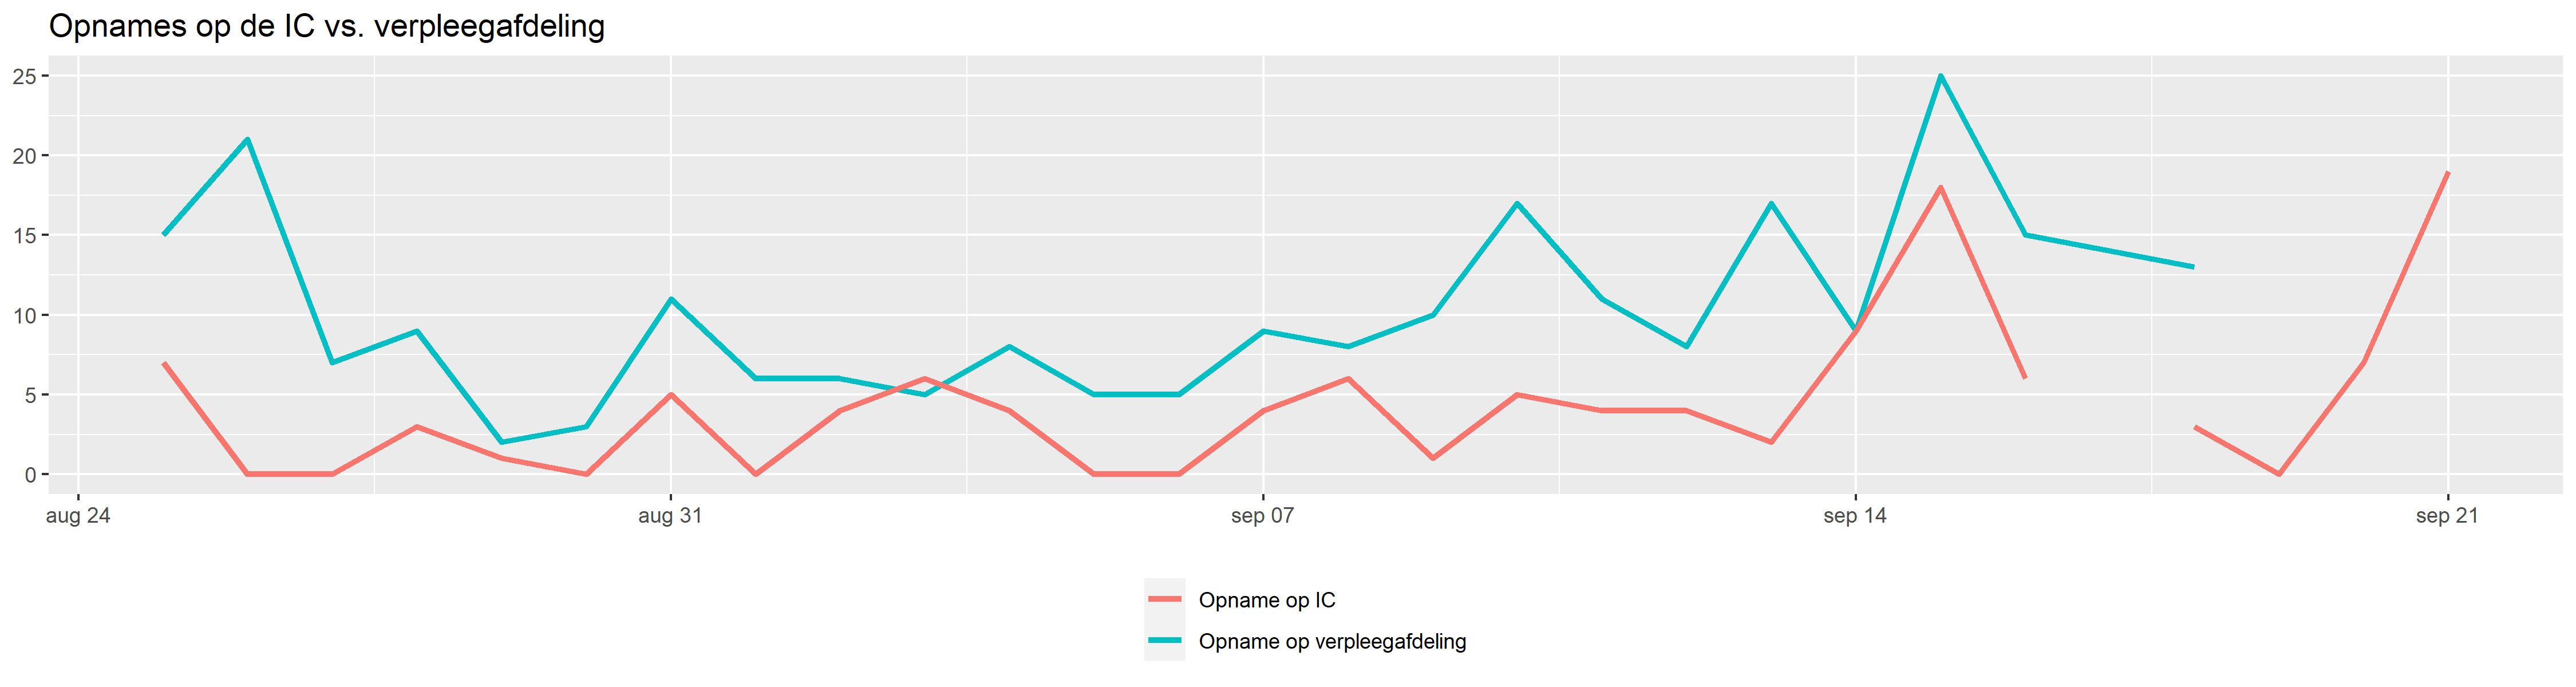 Opnames op de IC vs. verpleegafdeling
25
20
15
10
5
0
aug 24 aug 31 sep 07 sep 14 sep 21
Opname op IC
Opname op verpleegafdeling